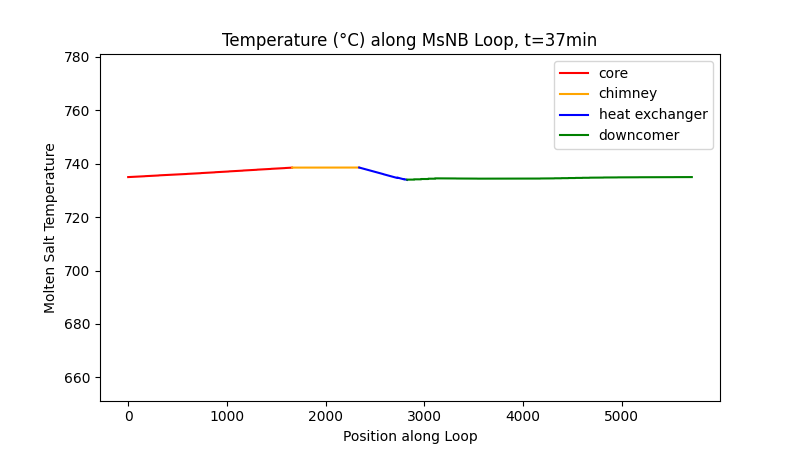 Temperature (°C) along MsNB Loop, t=37min
core
chimney
heat exchanger
downcomer
Molten Salt Temperature
780
760
740
720
700
680
660
0
1000
2000
3000
4000
5000
Position along Loop